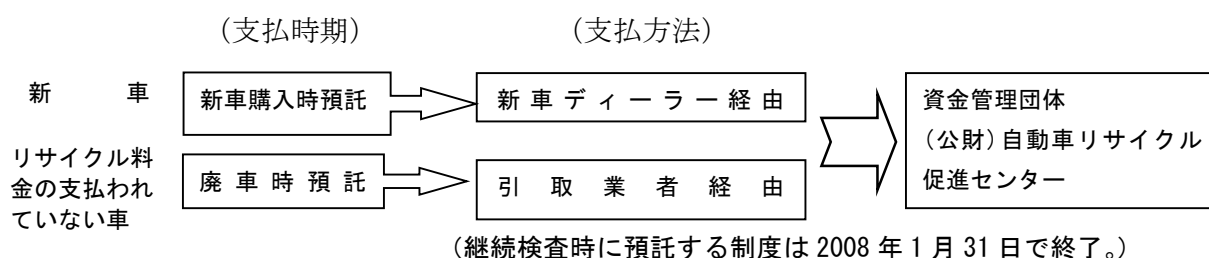 （支払時期）
（支払方法）
新車
新車購入時預託
新車ディーラー経由
リサイクル料
金の支払われ
ていない車
廃車時預託
引取業者経由
資金管理団体
（公財）自動車リサイクル
促進センター
（継続検査時に預託する制度は 2008 年 1 月 31 日で終了。）